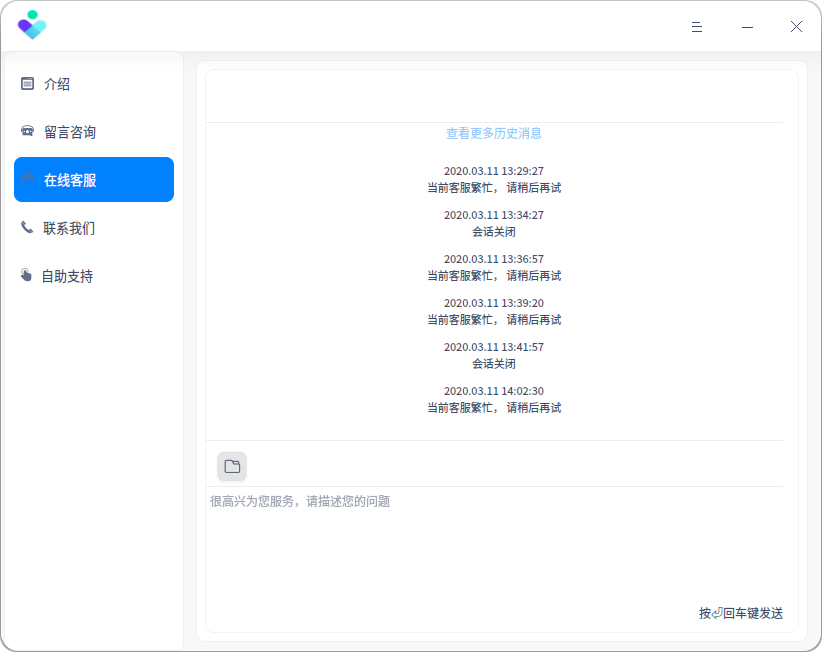 介绍
留言咨询
在线客服
联系我们
自助支持
查看更多历史消息
2020.03.11 13:29:27
当前客服繁忙，请稍后再试
2020.03.11 13:34:27
会话关闭
2020.03.11 13:36:57
当前客服繁忙，请稍后再试
2020.03.11 13:39:20
当前客服繁忙，请稍后再试
2020.03.11 13:41:57
会话关闭
2020.03.11 14:02:30
当前客服繁忙，请稍后再试
很高兴为您服务，请描述您的问题
按⏎回车键发送